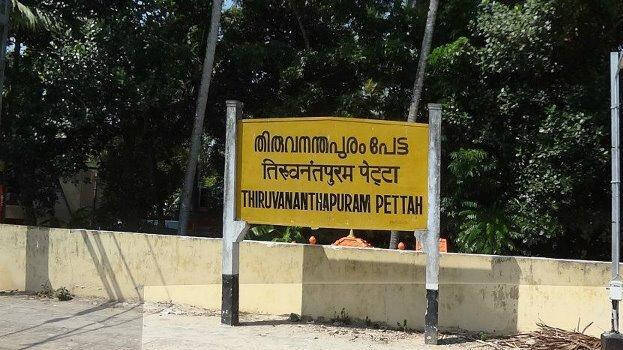 തിരുവനന്തപുരം പേട്ട
तिरुवनंतपुरम पेट्टा
THIRUVANANTHAPURAM PETTAH